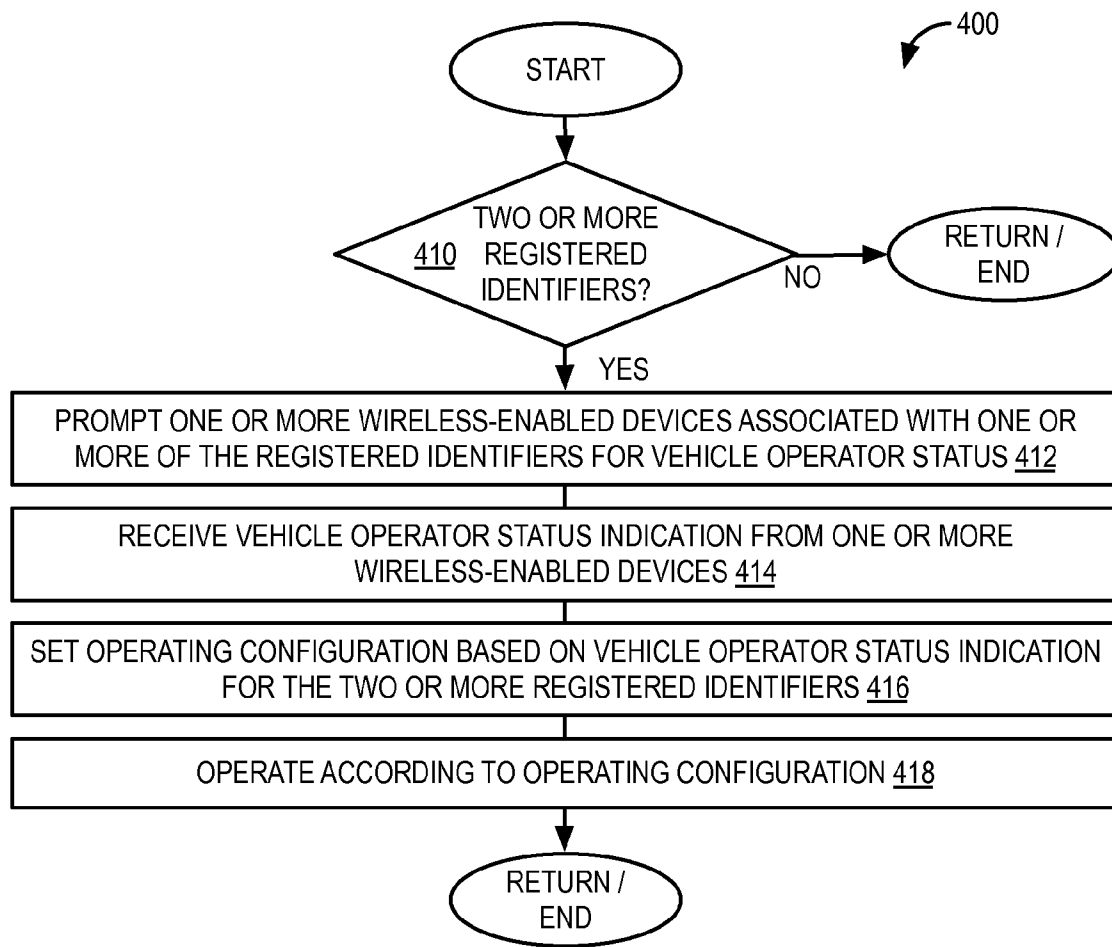 400
START
TWO OR MORE
410 REGISTERED
IDENTIFIERS?
NO
RETURN /
END
YES
PROMPT ONE OR MORE WIRELESS-ENABLED DEVICES ASSOCIATED WITH ONE OR
MORE OF THE REGISTERED IDENTIFIERS FOR VEHICLE OPERATOR STATUS 412
RECEIVE VEHICLE OPERATOR STATUS INDICATION FROM ONE OR MORE
WIRELESS-ENABLED DEVICES 414
SET OPERATING CONFIGURATION BASED ON VEHICLE OPERATOR STATUS INDICATION
FOR THE TWO OR MORE REGISTERED IDENTIFIERS 416
OPERATE ACCORDING TO OPERATING CONFIGURATION 418
RETURN /
END